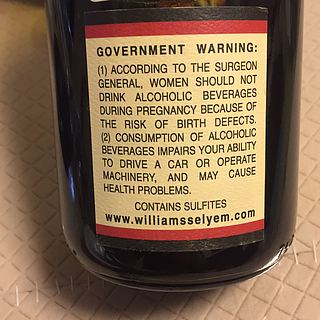 GOVERNMENT WARNING:
(1) ACCORDING TO THE SURGEON
GENERAL, WOMEN SHOULD NOT
DRINK ALCOHOLIC BEVERAGES
DURING PREGNANCY BECAUSE OF
THE RISK OF BIRTH DEFECTS.
(2) CONSUMPTION OF ALCOHOLIC
BEVERAGES IMPAIRS YOUR ABILITY
TO DRIVE A CAR OR OPERATE
MACHINERY, AND MAY CAUSE
HEALTH PROBLEMS.
CONTAINS SULFITES
www.williamsselyem.com